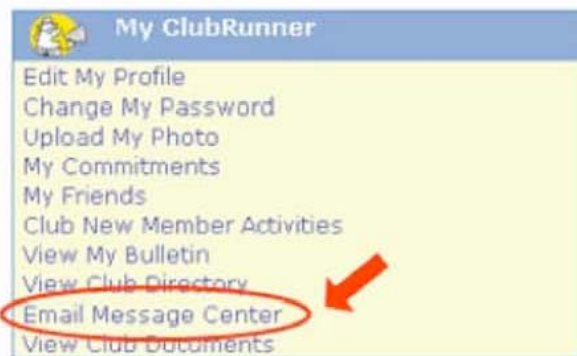 My ClubRunner
Edit My Profile
Change My Password
Upload My Photo
My Commitments
My Friends
Club New Member Activities
View My Bulletin
View Club Directory
Email Message Center
View Club Documents